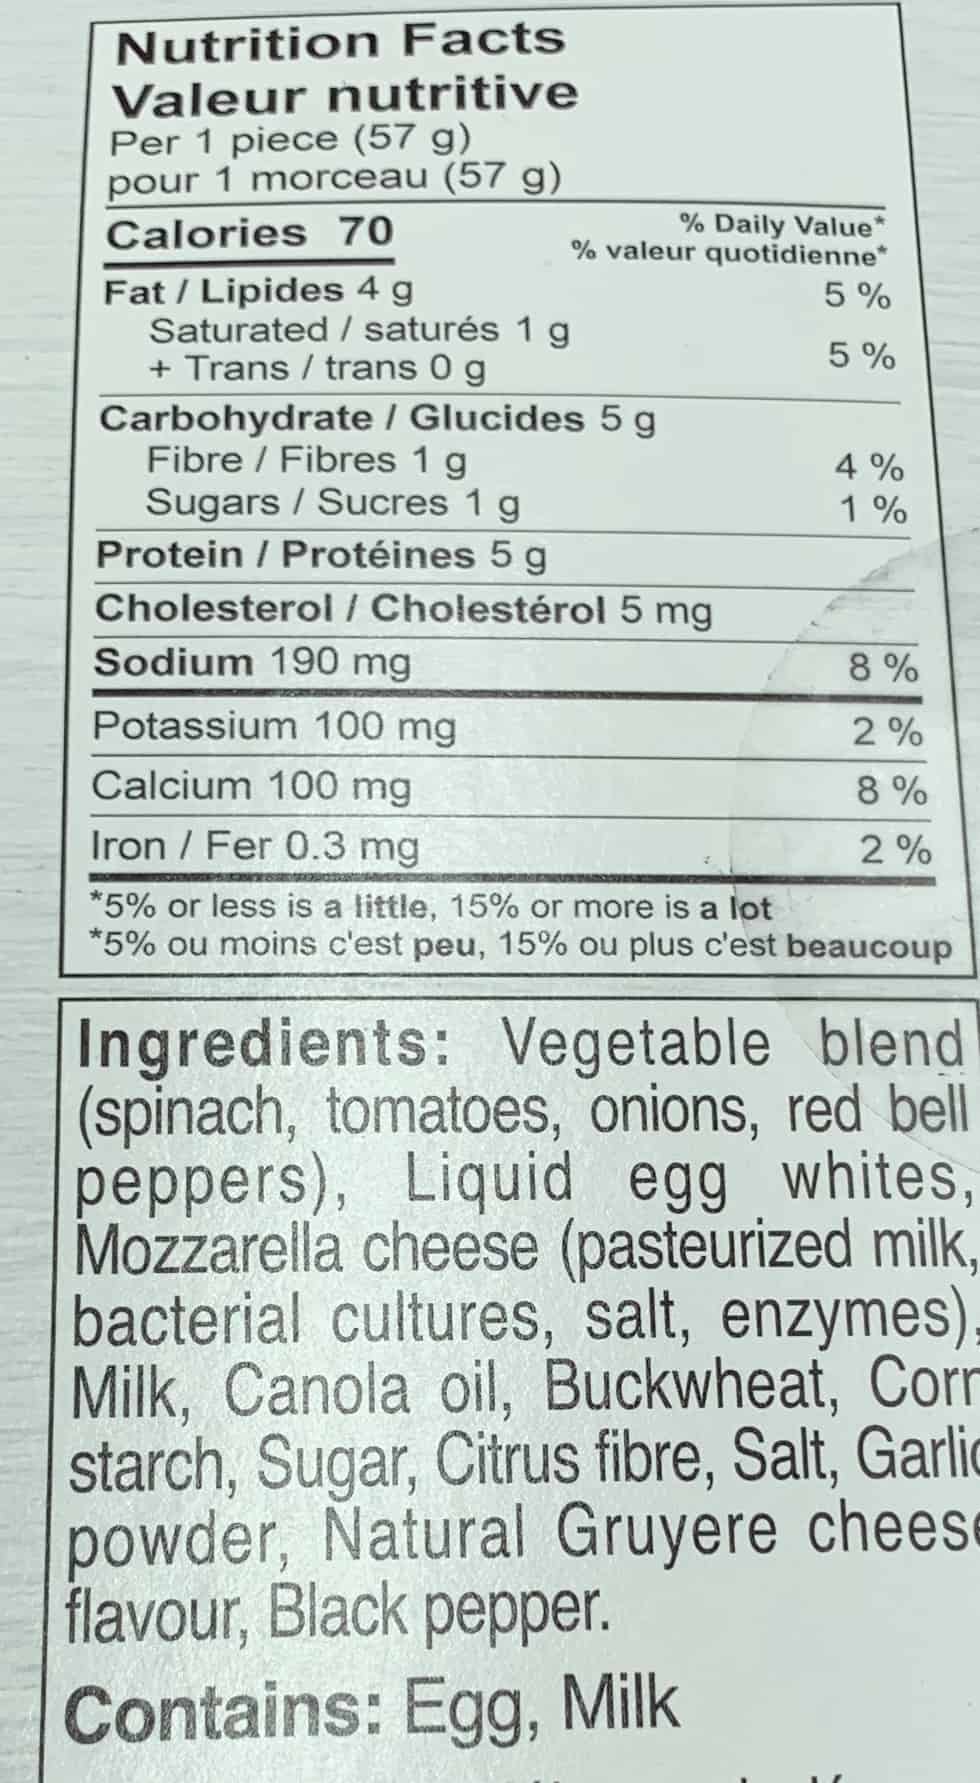 Nutrition Facts
Valeur nutritive
Per 1 piece (57 g)
pour 1 morceau (57 g)
Calories 70
% Daily Value*
% valeur quotidienne*
Fat / Lipides 4 g 5 %
Saturated / saturés 1 g
+ Trans / trans 0 g 5 %
Carbohydrate / Glucides 5 g
Fibre / Fibres 1 g 4 %
Sugars / Sucres 1 g 1 %
Protein / Protéines 5 g
Cholesterol / Cholestérol 5 mg
Sodium 190 mg 8 %
Potassium 100 mg 2 %
Calcium 100 mg 8 %
Iron / Fer 0.3 mg 2 %
*5% or less is a little, 15% or more is a lot
*5% ou moins c'est peu, 15% ou plus c'est beaucoup
Ingredients: Vegetable blend
(spinach, tomatoes, onions, red bell
peppers), Liquid egg whites,
Mozzarella cheese (pasteurized milk,
bacterial cultures, salt, enzymes),
Milk, Canola oil, Buckwheat, Corn
starch, Sugar, Citrus fibre, Salt, Garlic
powder, Natural Gruyere cheese
flavour, Black pepper.
Contains: Egg, Milk